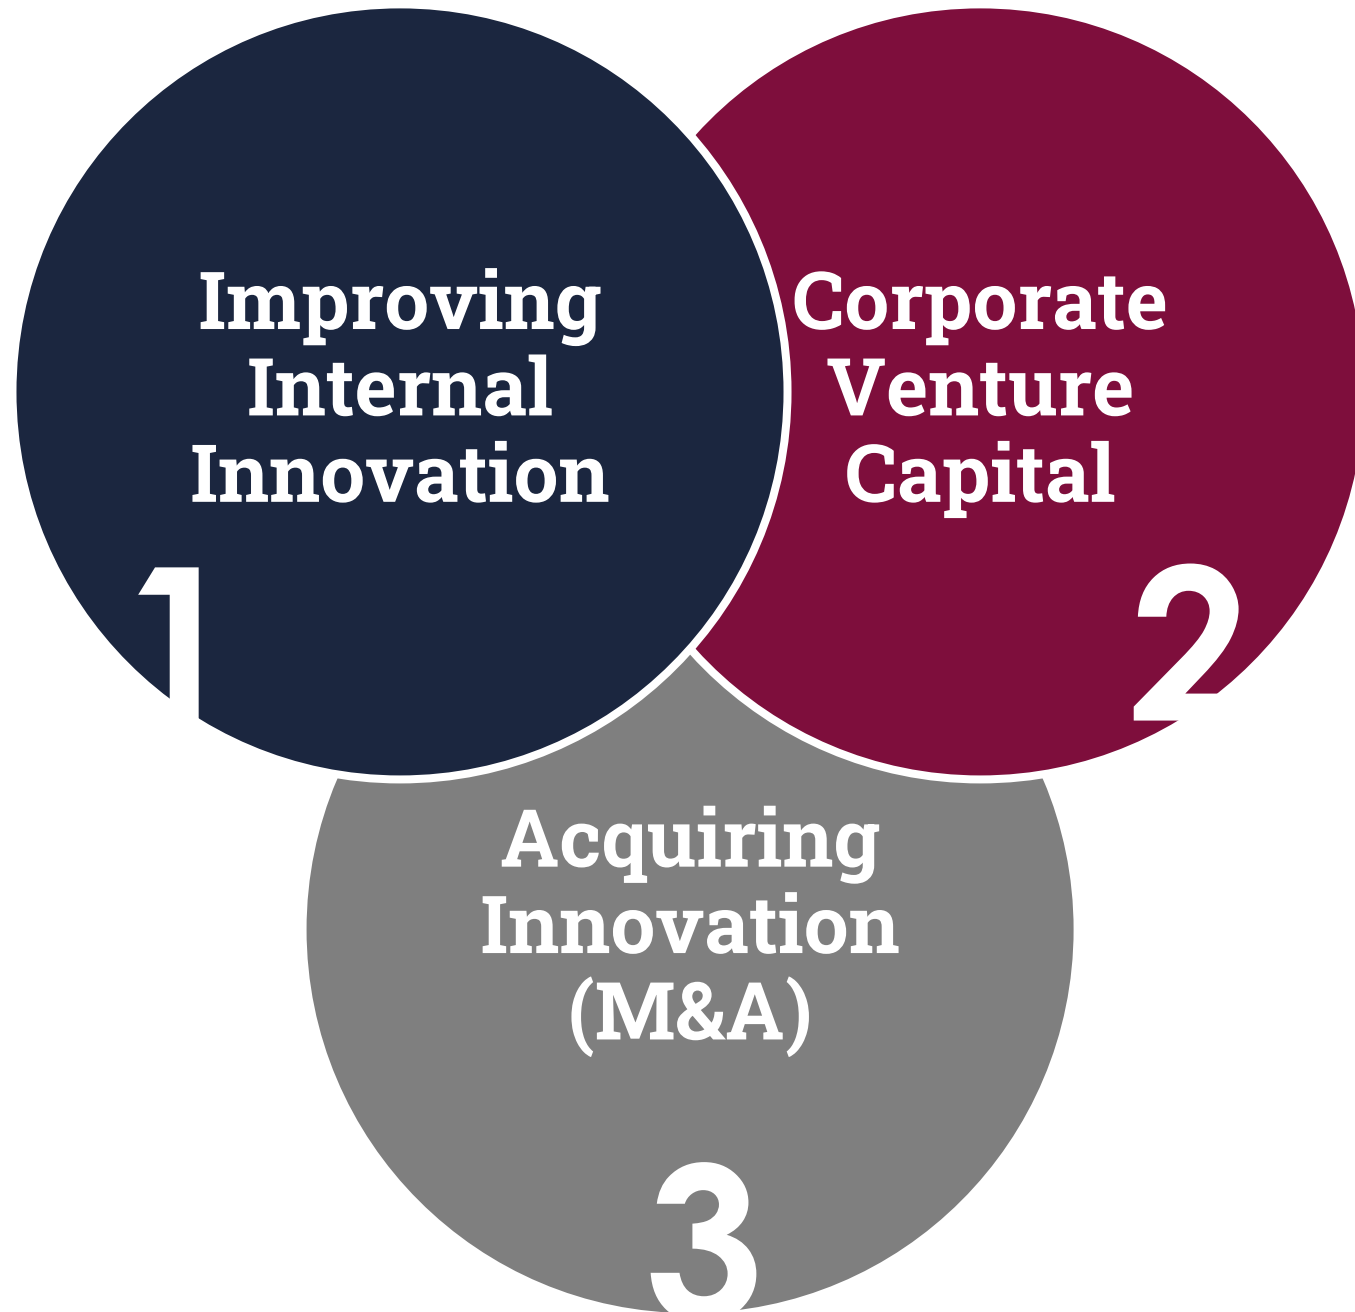 Improving
Internal
Innovation
1
Corporate
Venture
Capital
2
Acquiring
Innovation
(M&A)
3